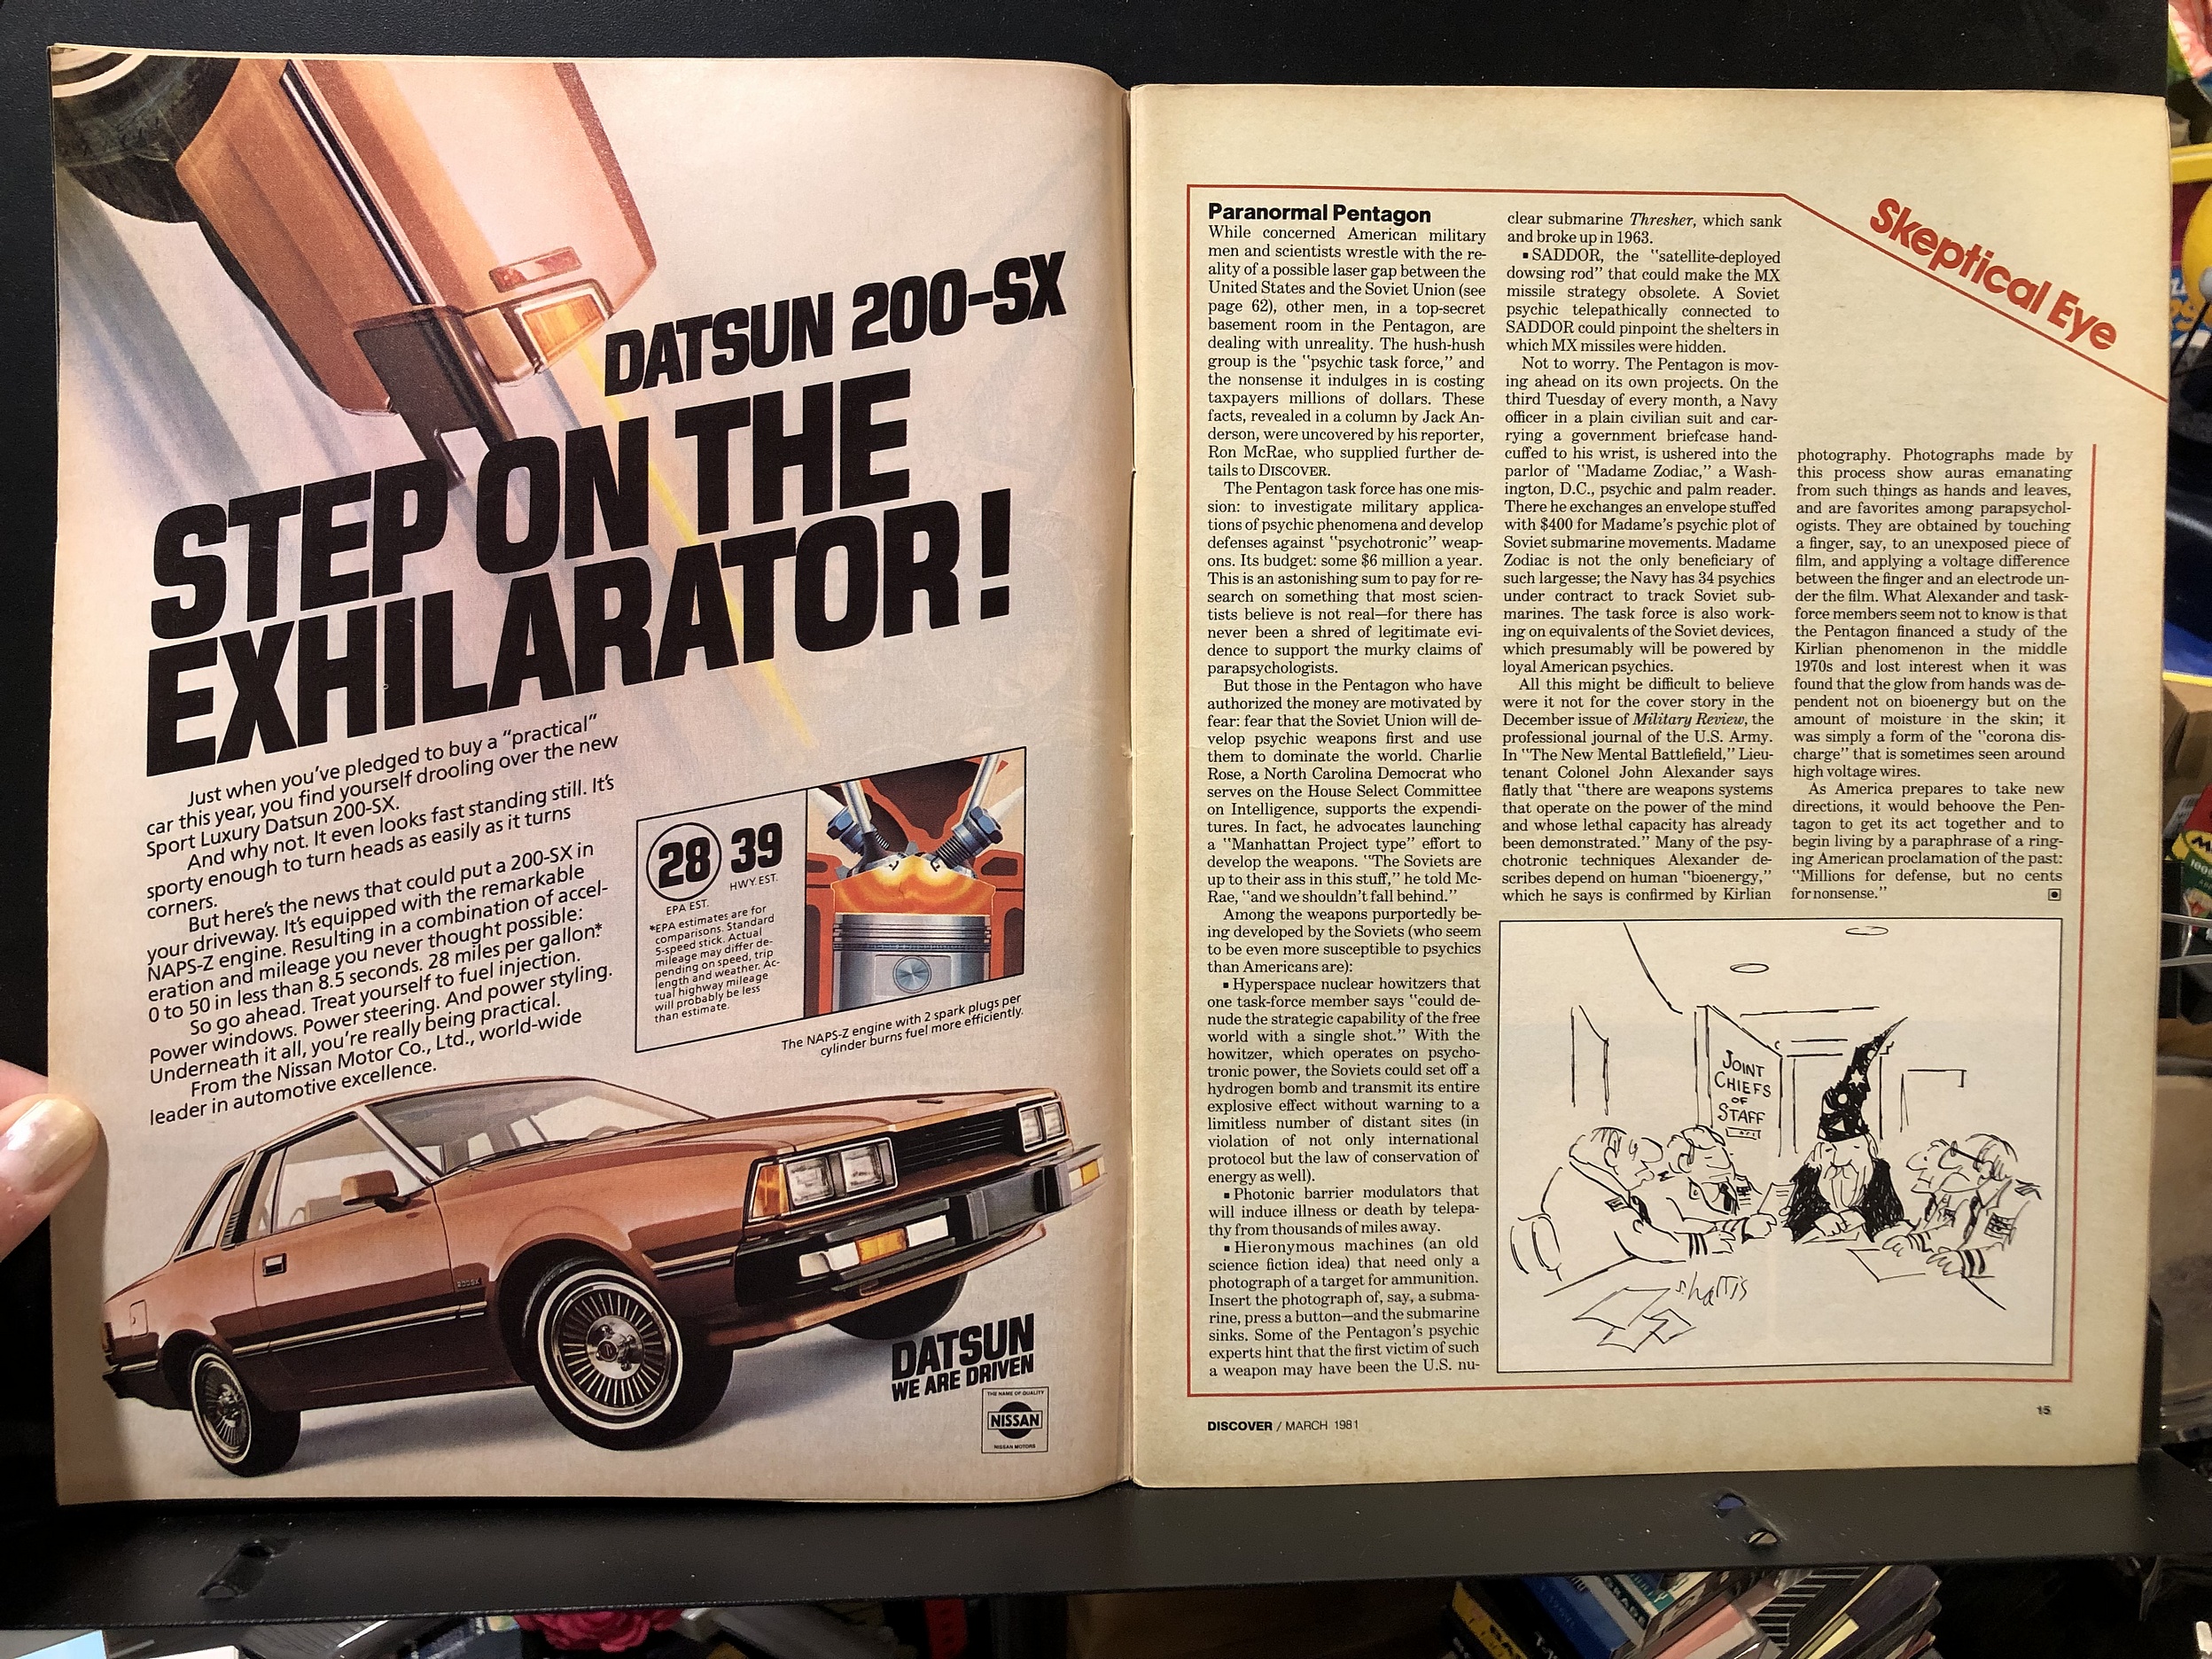 DATSUN 200-SX
STEP ON THE
EXHILARATOR!
Just when you've pledged to buy a "practical"
car this year, you find yourself drooling over the new
Sport Luxury Datsun 200-SX.
And why not. It even looks fast standing still. It's
sporty enough to turn heads as easily as it turns
corners.
But here's the news that could put a 200-SX in
your driveway. It's equipped with the remarkable
NAPS-Z engine. Resulting in a combination of accel-
eration and mileage you never thought possible:
0 to 50 in less than 8.5 seconds. 28 miles per gallon.*
So go ahead. Treat yourself to fuel injection.
Power windows. Power steering. And power styling.
Underneath it all, you're really being practical.
From the Nissan Motor Co., Ltd., world-wide
leader in automotive excellence.
28 39
EPA EST. HWY. EST.
*EPA estimates are for
comparisons. Standard
5-speed stick. Actual
mileage may differ de-
pending on speed, trip
length and weather. Ac-
tual highway mileage
will probably be less
than estimate.
The NAPS-Z engine with 2 spark plugs per
cylinder burns fuel more efficiently.
DATSUN
WE ARE DRIVEN
THE NAME OF QUALITY
NISSAN
NISSAN MOTORS
Skeptical Eye
Paranormal Pentagon
While concerned American military
men and scientists wrestle with the re-
ality of a possible laser gap between the
United States and the Soviet Union (see
page 62), other men, in a top-secret
basement room in the Pentagon, are
dealing with unreality. The hush-hush
group is the "psychic task force," and
the nonsense it indulges in is costing
taxpayers millions of dollars. These
facts, revealed in a column by Jack An-
derson, were uncovered by his reporter,
Ron McRae, who supplied further de-
tails to DISCOVER.
The Pentagon task force has one mis-
sion: to investigate military applica-
tions of psychic phenomena and develop
defenses against "psychotronic" weap-
ons. Its budget: some $6 million a year.
This is an astonishing sum to pay for re-
search on something that most scien-
tists believe is not real—for there has
never been a shred of legitimate evi-
dence to support the murky claims of
parapsychologists.
But those in the Pentagon who have
authorized the money are motivated by
fear: fear that the Soviet Union will de-
velop psychic weapons first and use
them to dominate the world. Charlie
Rose, a North Carolina Democrat who
serves on the House Select Committee
on Intelligence, supports the expendi-
tures. In fact, he advocates launching
a "Manhattan Project type" effort to
develop the weapons. "The Soviets are
up to their ass in this stuff," he told Mc-
Rae, "and we shouldn't fall behind."
Among the weapons purportedly be-
ing developed by the Soviets (who seem
to be even more susceptible to psychics
than Americans are):
▪ Hyperspace nuclear howitzers that
one task-force member says "could de-
nude the strategic capability of the free
world with a single shot." With the
howitzer, which operates on psycho-
tronic power, the Soviets could set off a
hydrogen bomb and transmit its entire
explosive effect without warning to a
limitless number of distant sites (in
violation of not only international
protocol but the law of conservation of
energy as well).
▪ Photonic barrier modulators that
will induce illness or death by telepa-
thy from thousands of miles away.
▪ Hieronymous machines (an old
science fiction idea) that need only a
photograph of a target for ammunition.
Insert the photograph of, say, a subma-
rine, press a button—and the submarine
sinks. Some of the Pentagon's psychic
experts hint that the first victim of such
a weapon may have been the U.S. nu-
clear submarine Thresher, which sank
and broke up in 1963.
▪ SADDOR, the "satellite-deployed
dowsing rod" that could make the MX
missile strategy obsolete. A Soviet
psychic telepathically connected to
SADDOR could pinpoint the shelters in
which MX missiles were hidden.
Not to worry. The Pentagon is mov-
ing ahead on its own projects. On the
third Tuesday of every month, a Navy
officer in a plain civilian suit and car-
rying a government briefcase hand-
cuffed to his wrist, is ushered into the
parlor of "Madame Zodiac," a Wash-
ington, D.C., psychic and palm reader.
There he exchanges an envelope stuffed
with $400 for Madame's psychic plot of
Soviet submarine movements. Madame
Zodiac is not the only beneficiary of
such largesse; the Navy has 34 psychics
under contract to track Soviet sub-
marines. The task force is also work-
ing on equivalents of the Soviet devices,
which presumably will be powered by
loyal American psychics.
All this might be difficult to believe
were it not for the cover story in the
December issue of Military Review, the
professional journal of the U.S. Army.
In "The New Mental Battlefield," Lieu-
tenant Colonel John Alexander says
flatly that "there are weapons systems
that operate on the power of the mind
and whose lethal capacity has already
been demonstrated." Many of the psy-
chotronic techniques Alexander de-
scribes depend on human "bioenergy,"
which he says is confirmed by Kirlian
photography. Photographs made by
this process show auras emanating
from such things as hands and leaves,
and are favorites among parapsychol-
ogists. They are obtained by touching
a finger, say, to an unexposed piece of
film, and applying a voltage difference
between the finger and an electrode un-
der the film. What Alexander and task-
force members seem not to know is that
the Pentagon financed a study of the
Kirlian phenomenon in the middle
1970s and lost interest when it was
found that the glow from hands was de-
pendent not on bioenergy but on the
amount of moisture in the skin; it
was simply a form of the "corona dis-
charge" that is sometimes seen around
high voltage wires.
As America prepares to take new
directions, it would behoove the Pen-
tagon to get its act together and to
begin living by a paraphrase of a ring-
ing American proclamation of the past:
"Millions for defense, but no cents
for nonsense."
JOINT
CHIEFS
OF
STAFF
S. Harris
DISCOVER / MARCH 1981
15